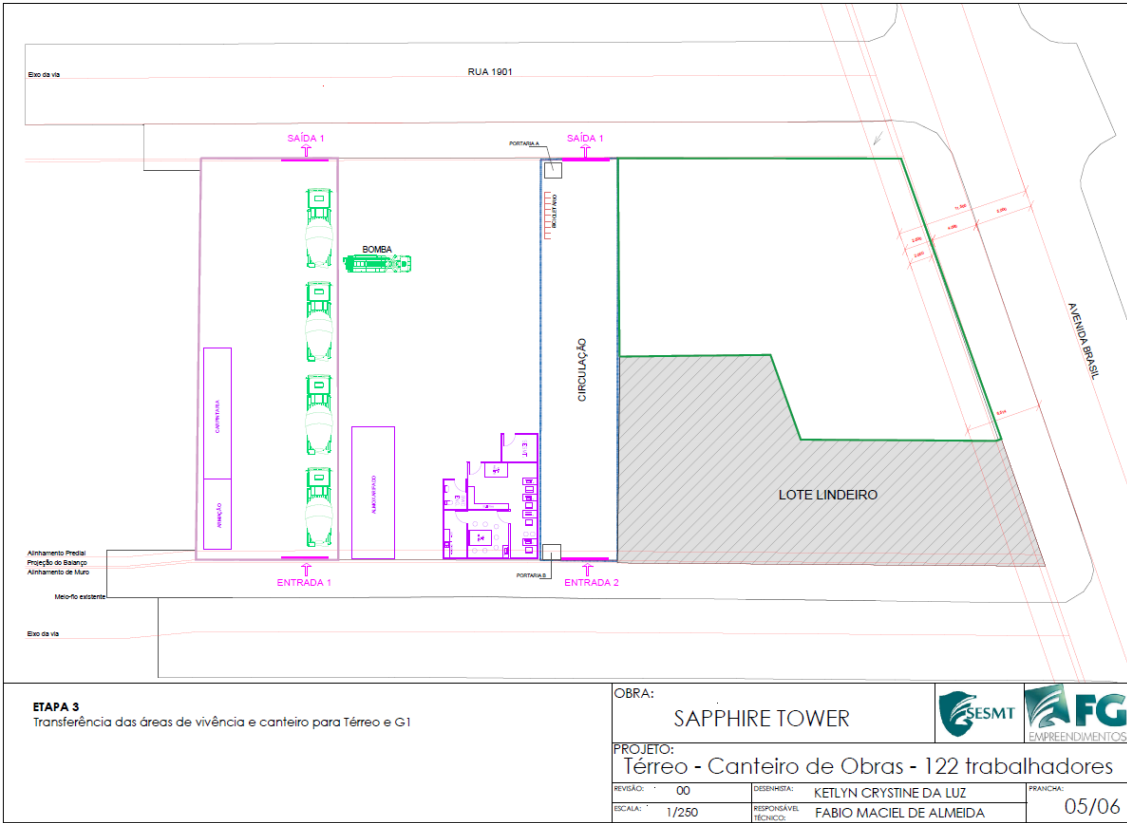 Eixo da via
RUA 1901
SAÍDA 1
SAÍDA 1
PORTARIA A
BICICLETÁRIO
BOMBA
CIRCULAÇÃO
AVENIDA BRASIL
CARPINTARIA
ARMAÇÃO
ALMOXARIFADO
LOTE LINDEIRO
Alinhamento Predial
Projeção do Balanço
Alinhamento de Muro
ENTRADA 1
PORTARIA B
ENTRADA 2
Meio-fio existente
Eixo da via
ETAPA 3
Transferência das áreas de vivência e canteiro para Térreo e G1
OBRA:
SAPPHIRE TOWER
SESMT
FG
EMPREENDIMENTOS
PROJETO:
Térreo - Canteiro de Obras - 122 trabalhadores
REVISÃO: 00
DESENHISTA: KETLYN CRYSTINE DA LUZ
PRANCHA:
05/06
ESCALA: 1/250
RESPONSÁVEL TÉCNICO: FABIO MACIEL DE ALMEIDA